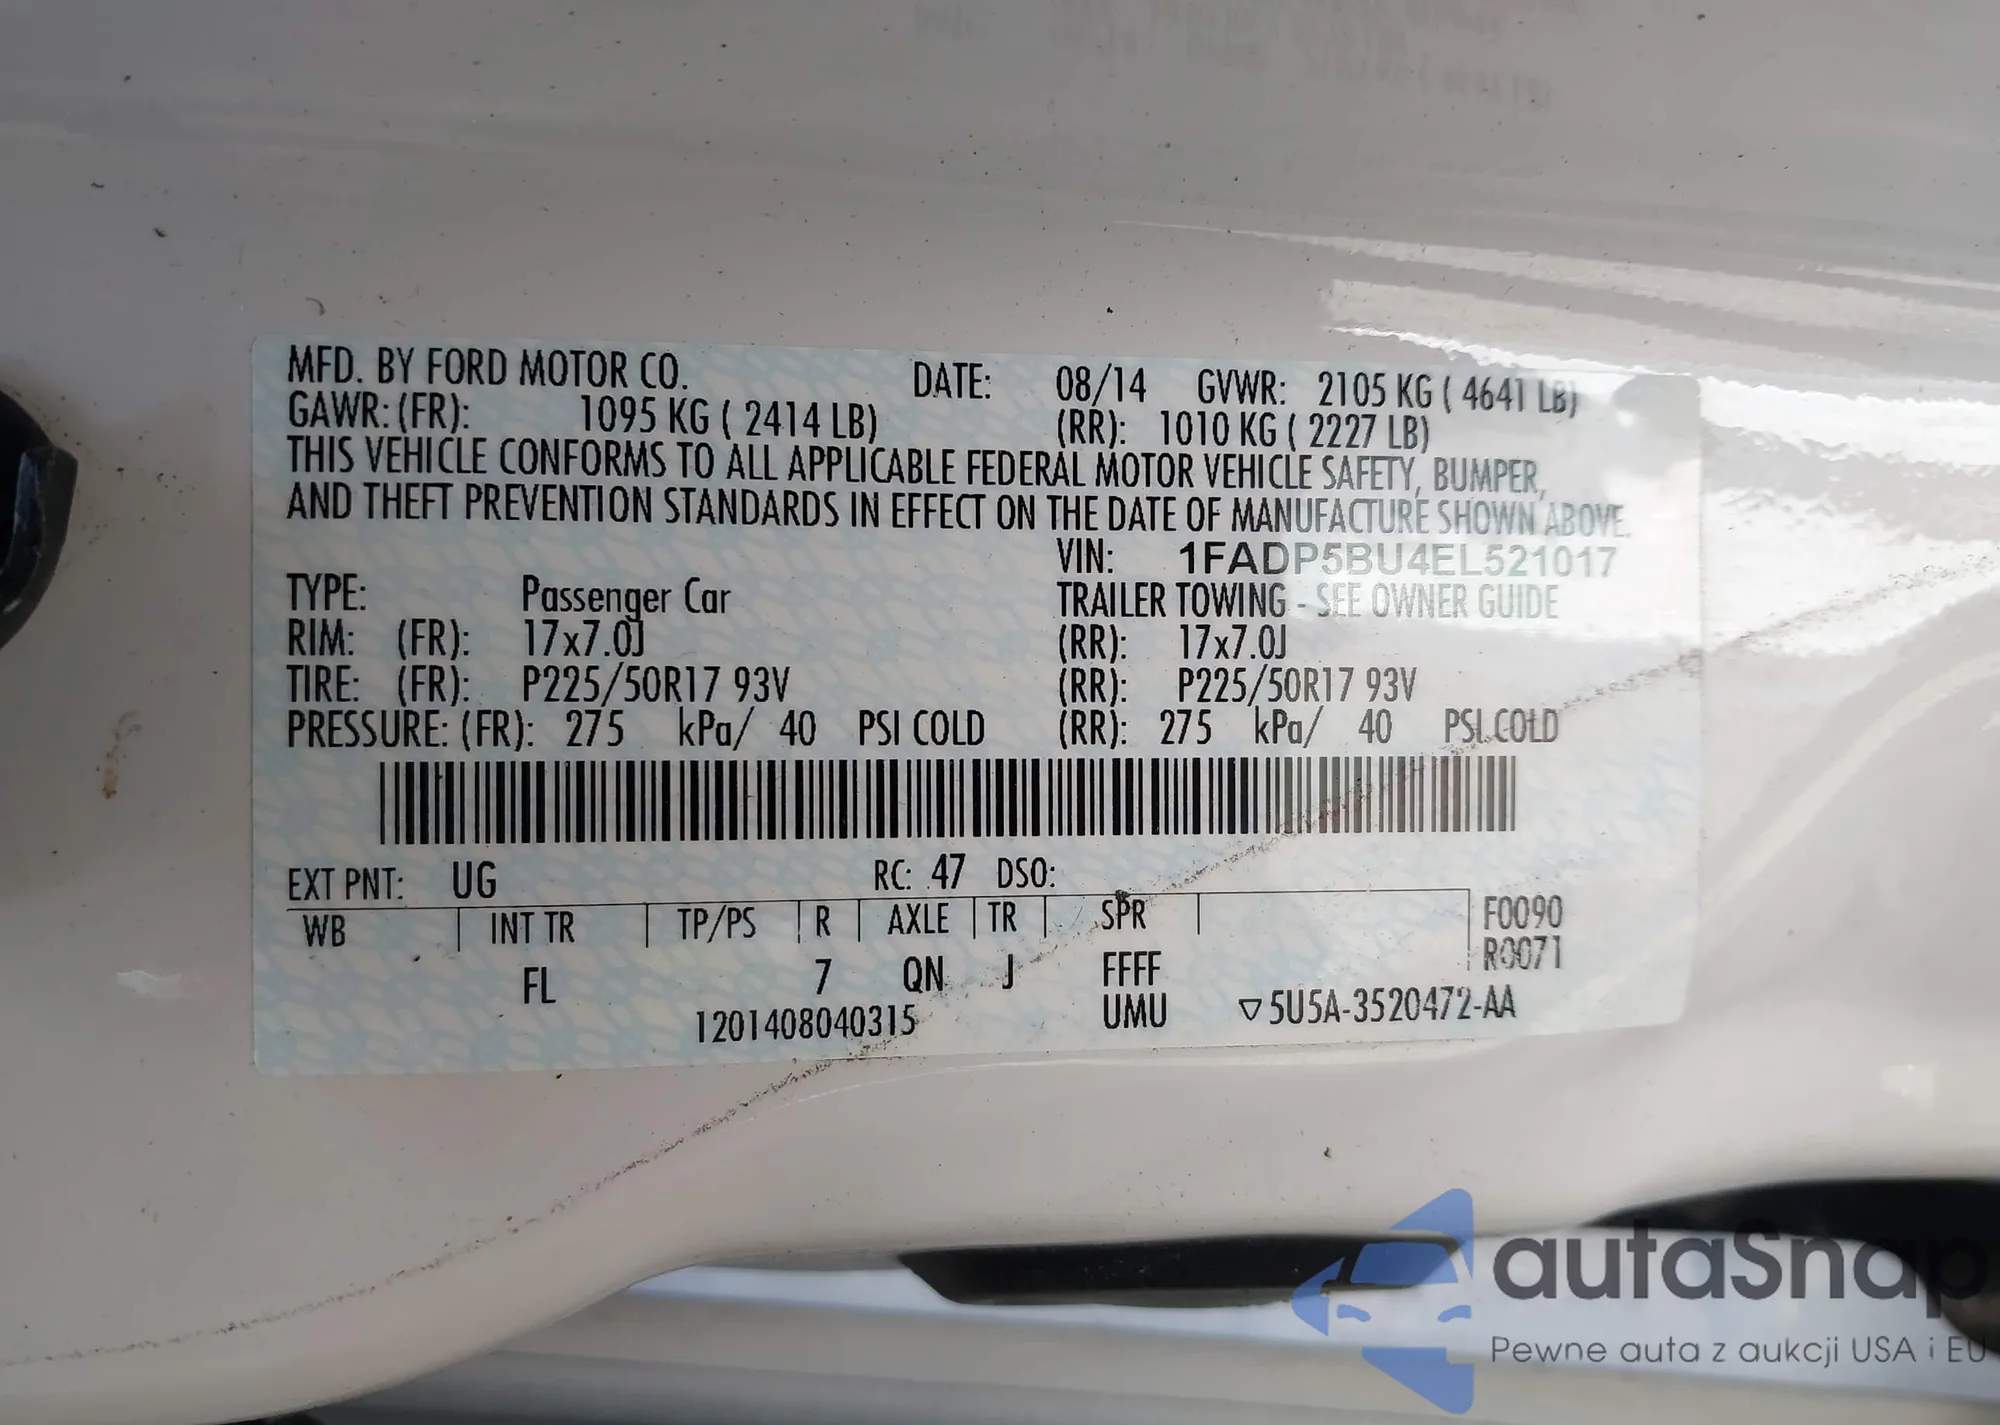 MFD. BY FORD MOTOR CO. DATE: 08/14 GVWR: 2105 KG ( 4641 LB)
GAWR: (FR): 1095 KG ( 2414 LB) (RR): 1010 KG ( 2227 LB)
THIS VEHICLE CONFORMS TO ALL APPLICABLE FEDERAL MOTOR VEHICLE SAFETY, BUMPER,
AND THEFT PREVENTION STANDARDS IN EFFECT ON THE DATE OF MANUFACTURE SHOWN ABOVE.
VIN: 1FADP5BU4EL521017
TYPE: Passenger Car TRAILER TOWING - SEE OWNER GUIDE
RIM: (FR): 17x7.0J (RR): 17x7.0J
TIRE: (FR): P225/50R17 93V (RR): P225/50R17 93V
PRESSURE: (FR): 275 kPa/ 40 PSI COLD (RR): 275 kPa/ 40 PSI COLD
EXT PNT: UG RC: 47 DSO:
WB INT TR TP/PS R AXLE TR SPR F0090
R0071
FL 7 QN J FFFF
1201408040315 UMU ▽5U5A-3520472-AA
autaSnap
Pewne auta z aukcji USA i EU